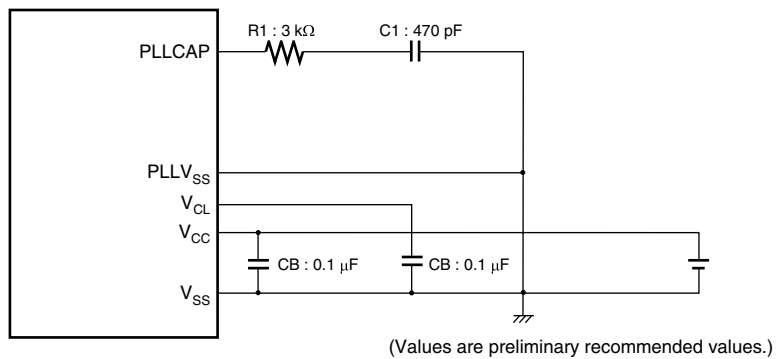 R1 : 3 kΩ
C1 : 470 pF
PLLCAP
PLLVSS
VCL
VCC
CB : 0.1 μF
CB : 0.1 μF
VSS
(Values are preliminary recommended values.)